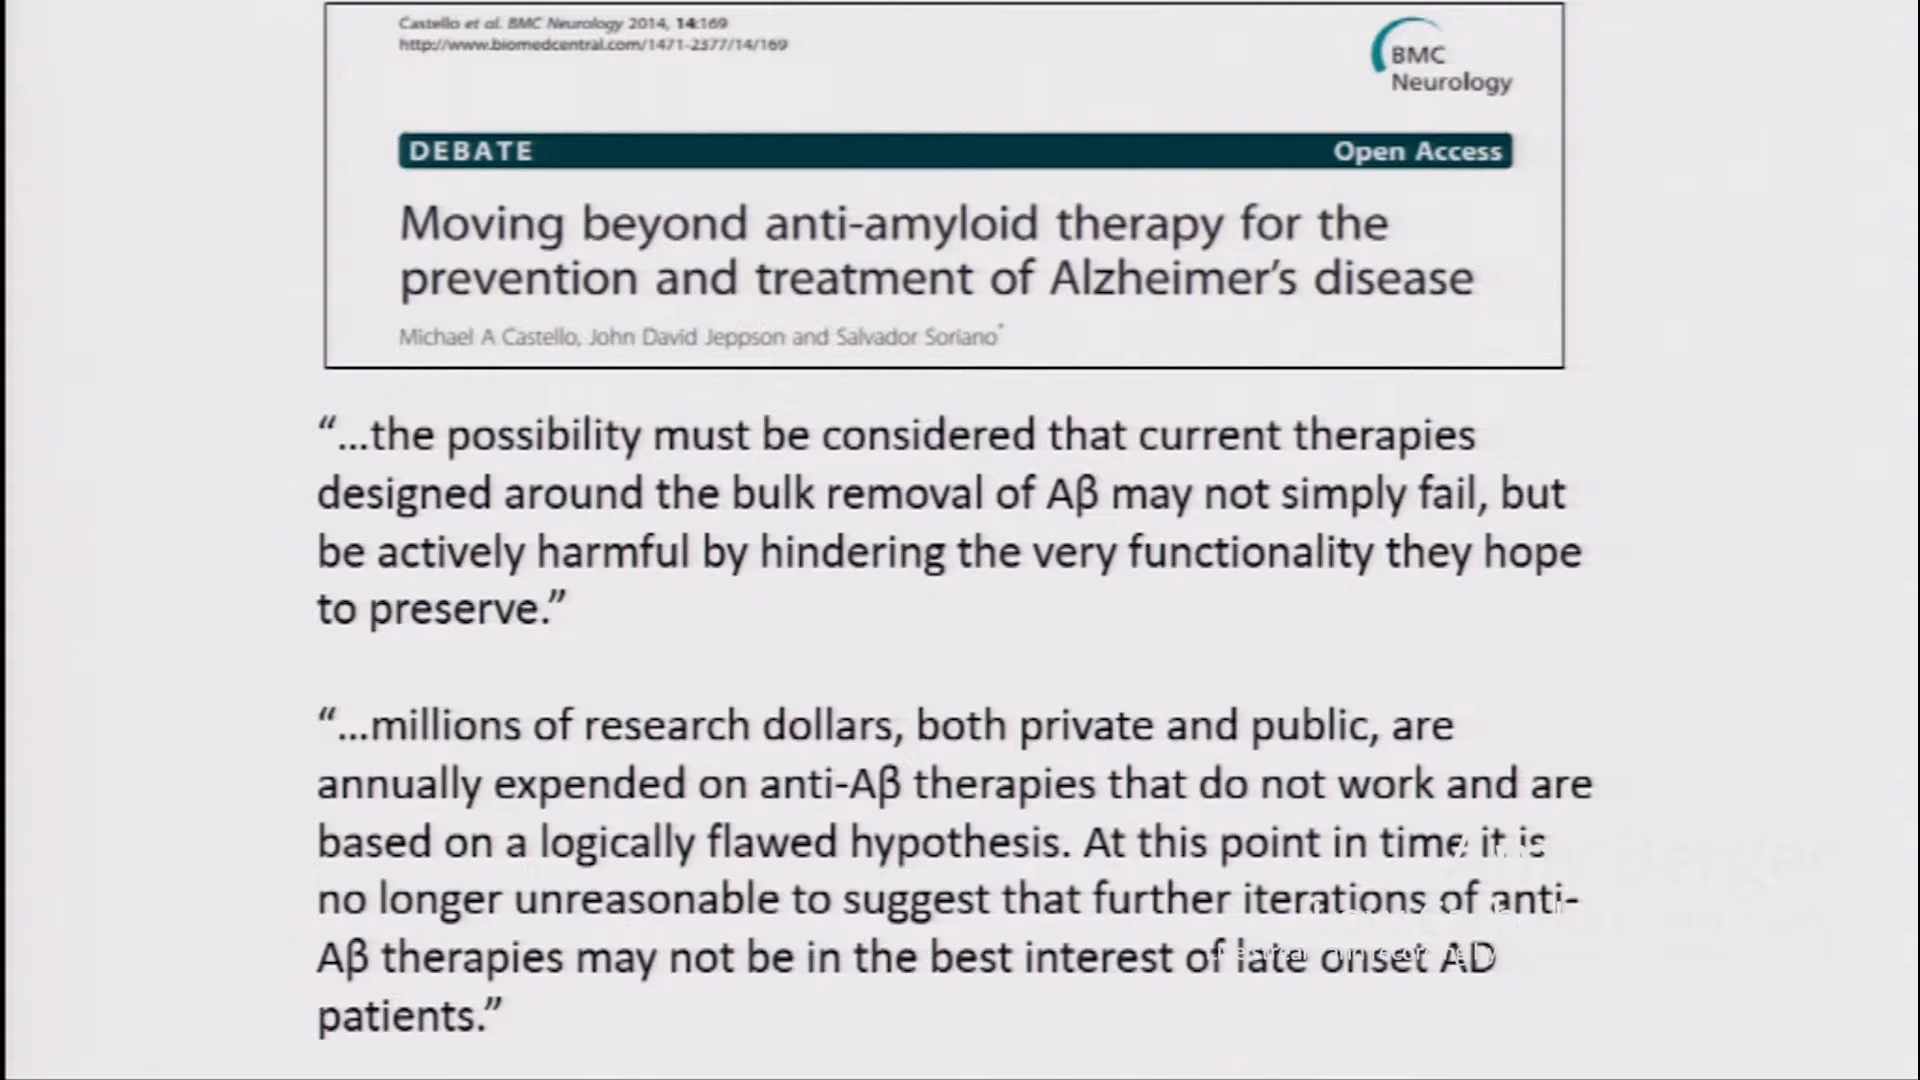 Castello et al. BMC Neurology 2014, 14:169
http://www.biomedcentral.com/1471-2377/14/169
BMC
Neurology
DEBATE
Open Access
Moving beyond anti-amyloid therapy for the
prevention and treatment of Alzheimer's disease
Michael A Castello, John David Jeppson and Salvador Soriano*
“...the possibility must be considered that current therapies
designed around the bulk removal of Aβ may not simply fail, but
be actively harmful by hindering the very functionality they hope
to preserve.”
“...millions of research dollars, both private and public, are
annually expended on anti-Aβ therapies that do not work and are
based on a logically flawed hypothesis. At this point in time it is
no longer unreasonable to suggest that further iterations of anti-
Aβ therapies may not be in the best interest of late onset AD
patients.”
Berger